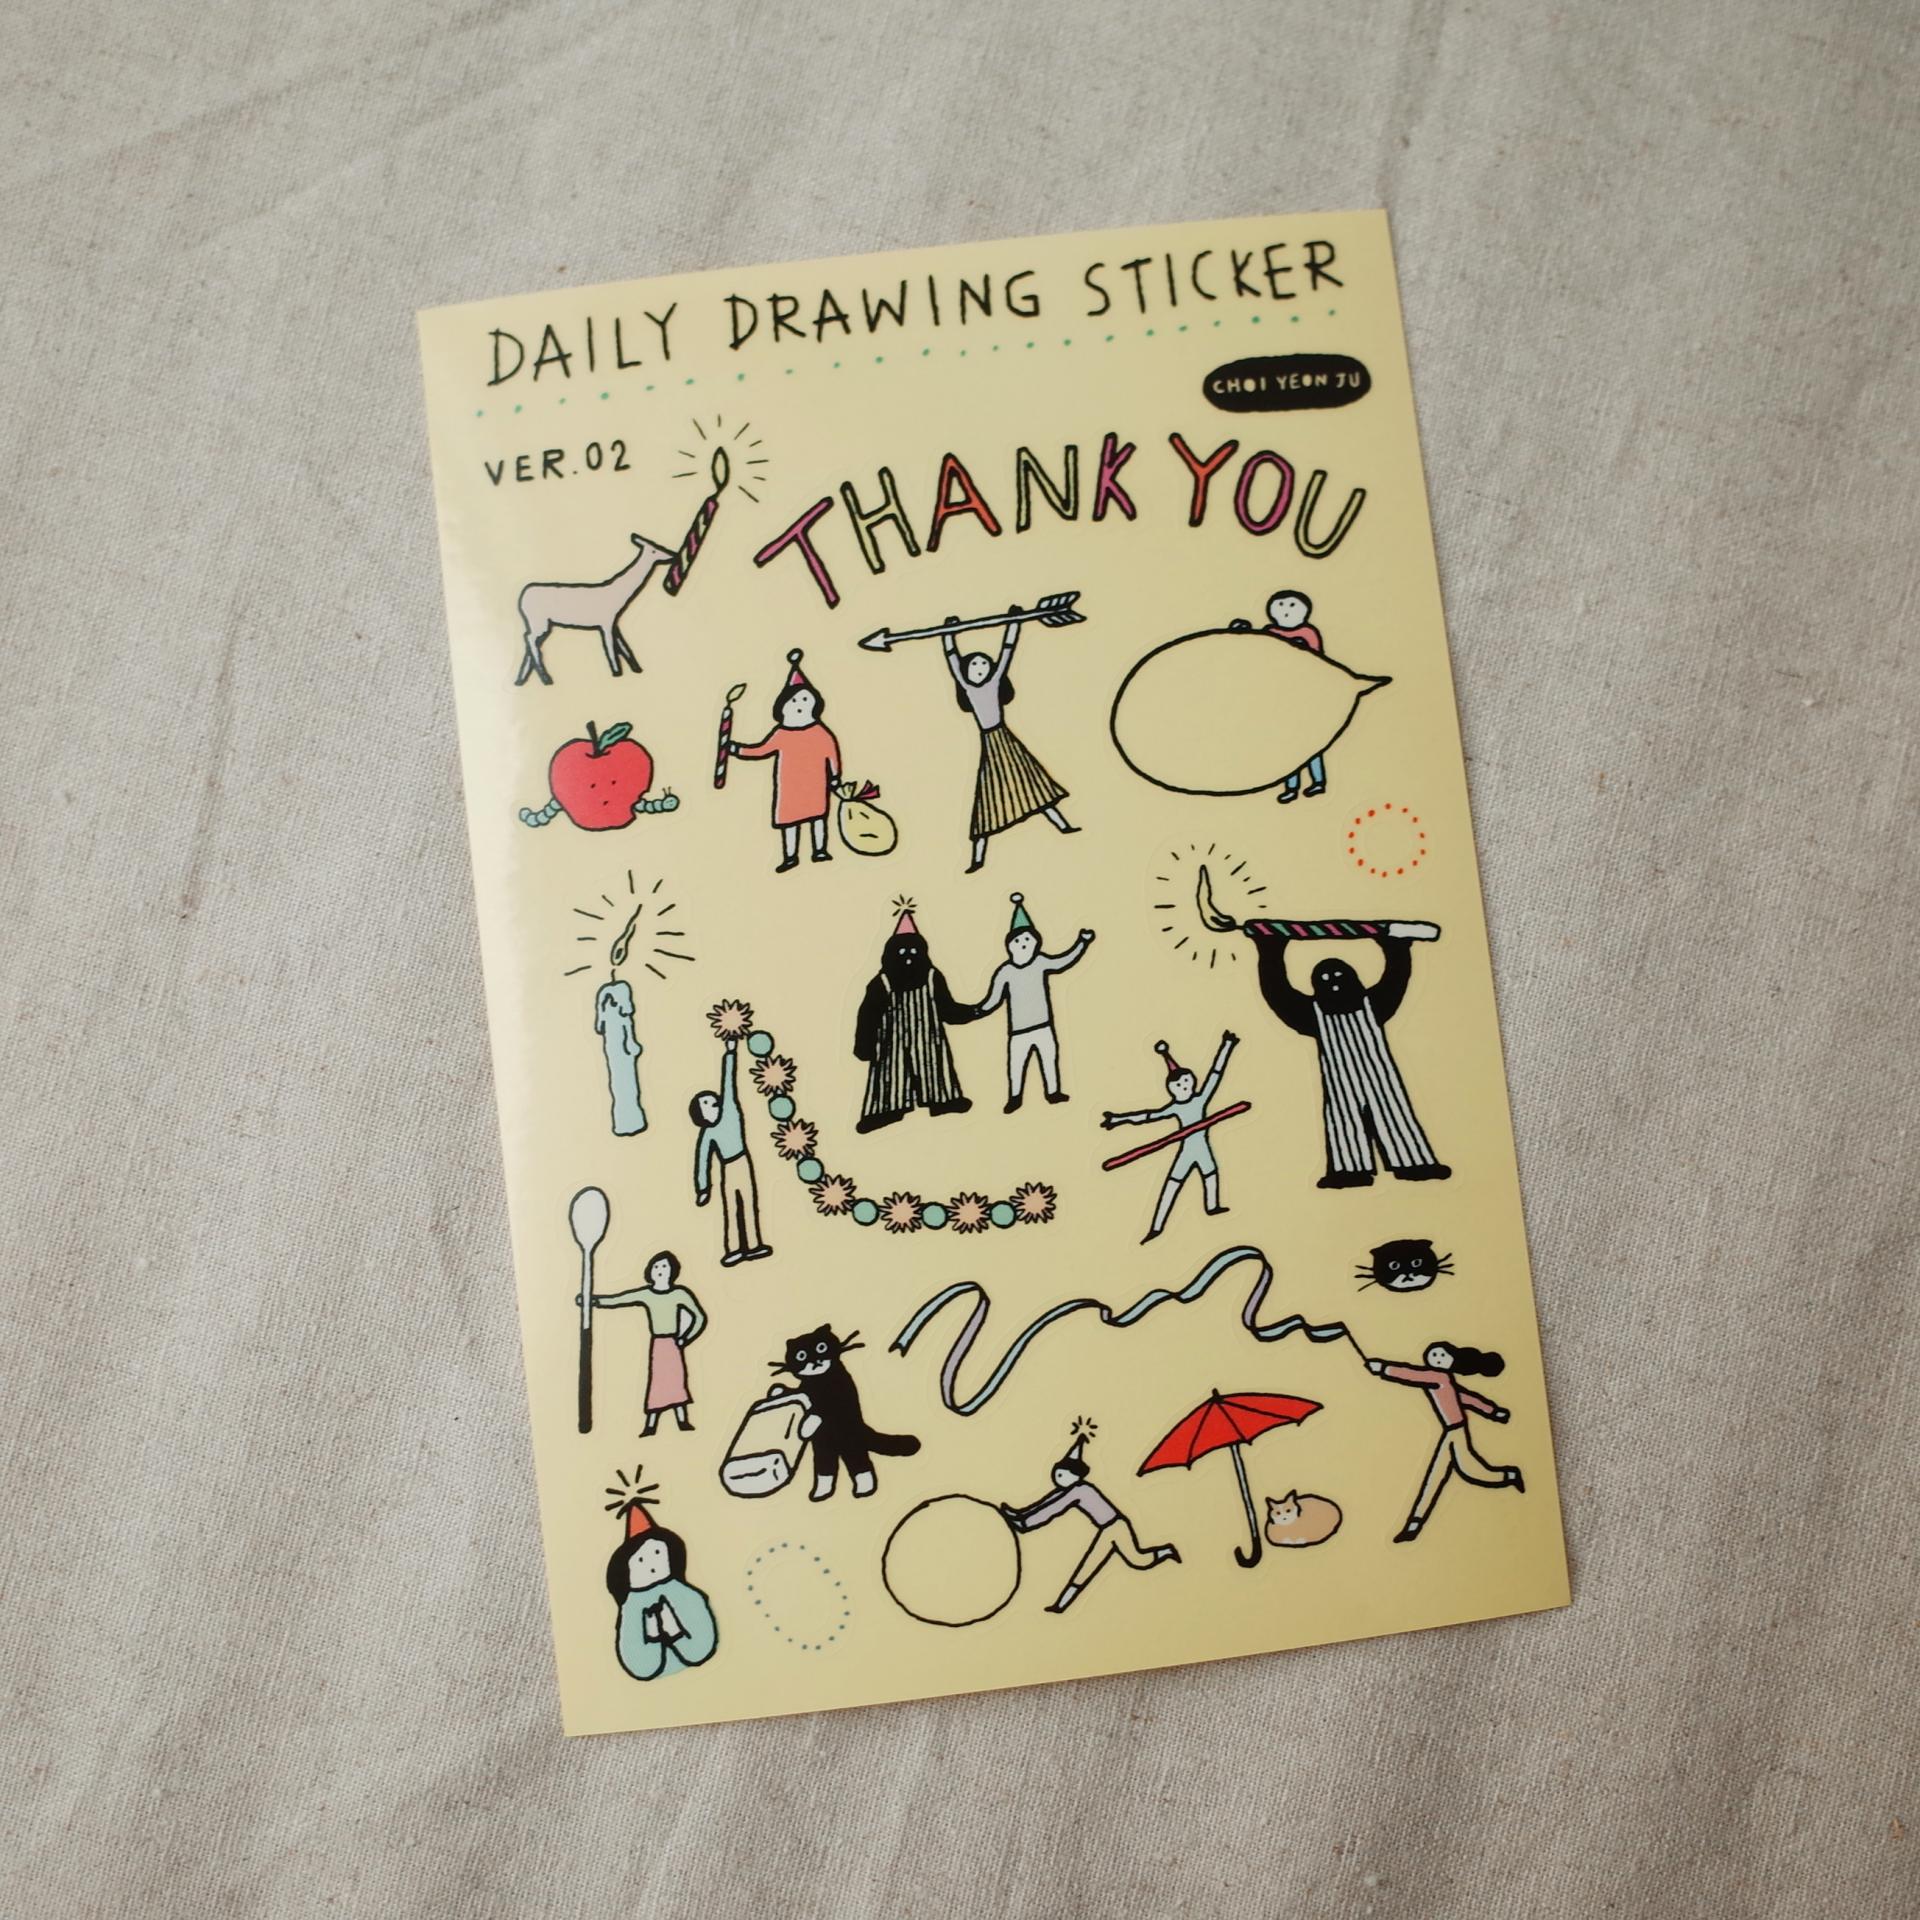 DAILY DRAWING STICKER
CHOI YEON JU
VER.02
THANK YOU